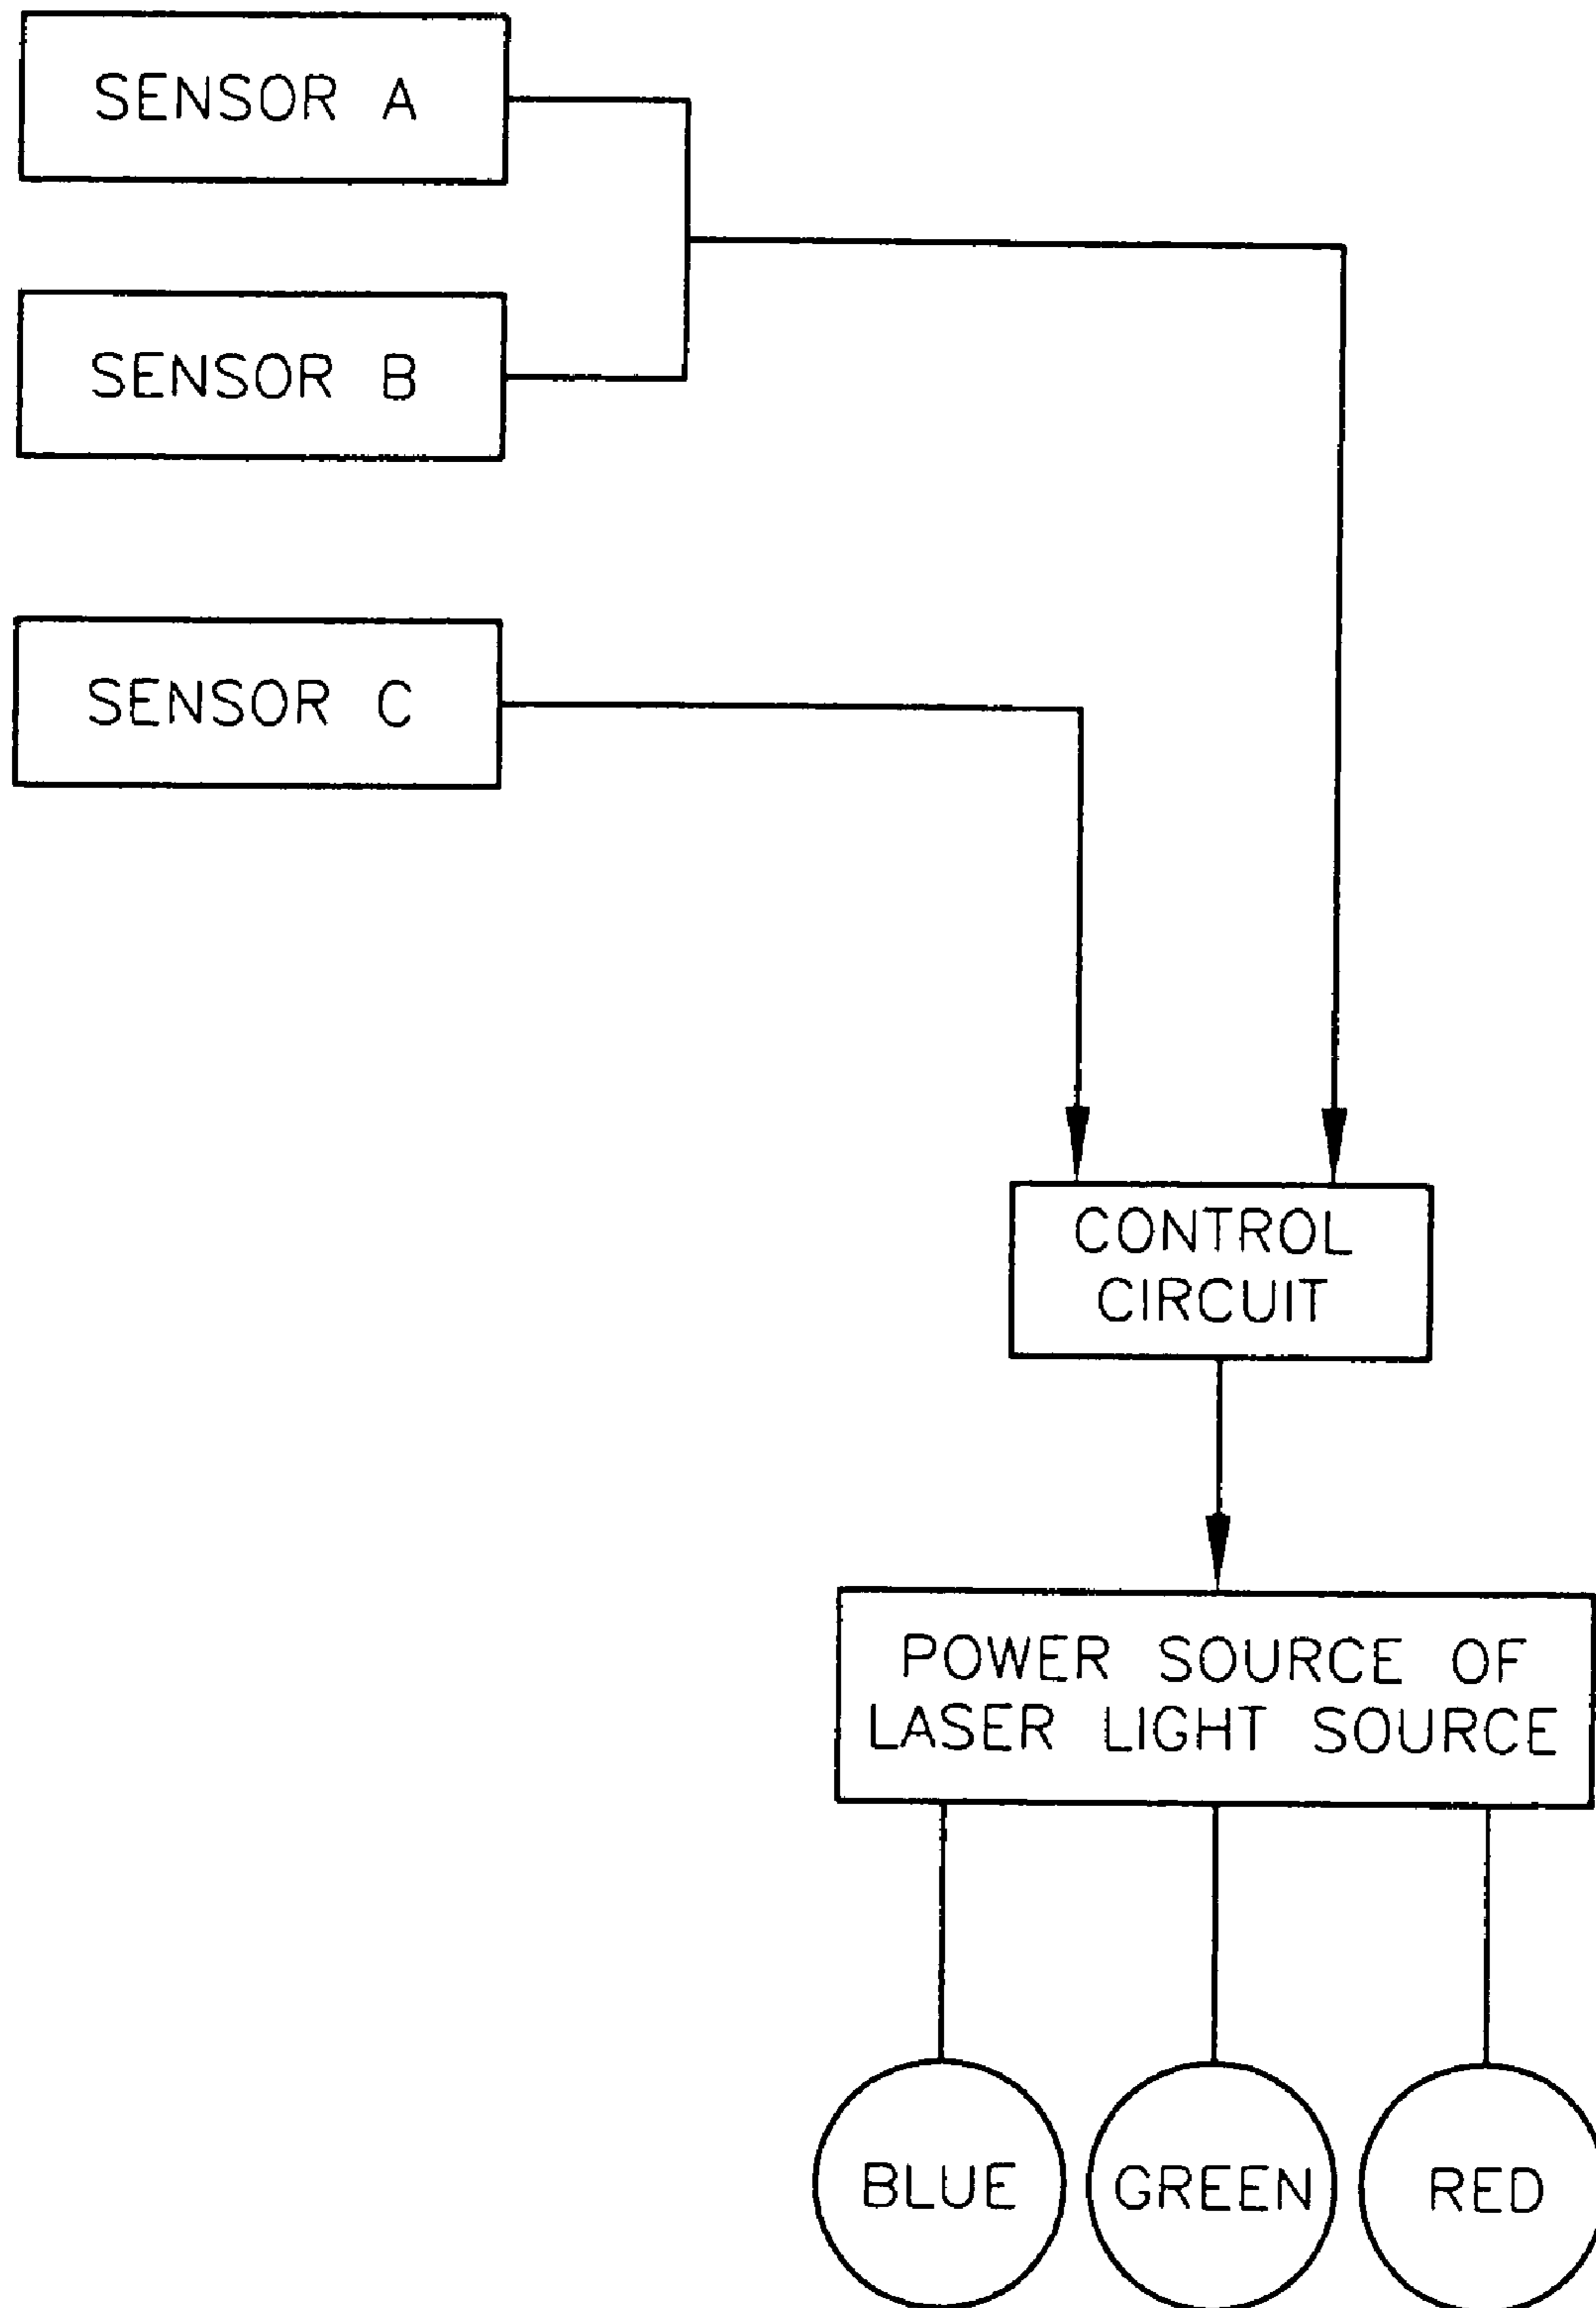 SENSOR A
SENSOR B
SENSOR C
CONTROL
CIRCUIT
POWER SOURCE OF
LASER LIGHT SOURCE
BLUE
GREEN
RED